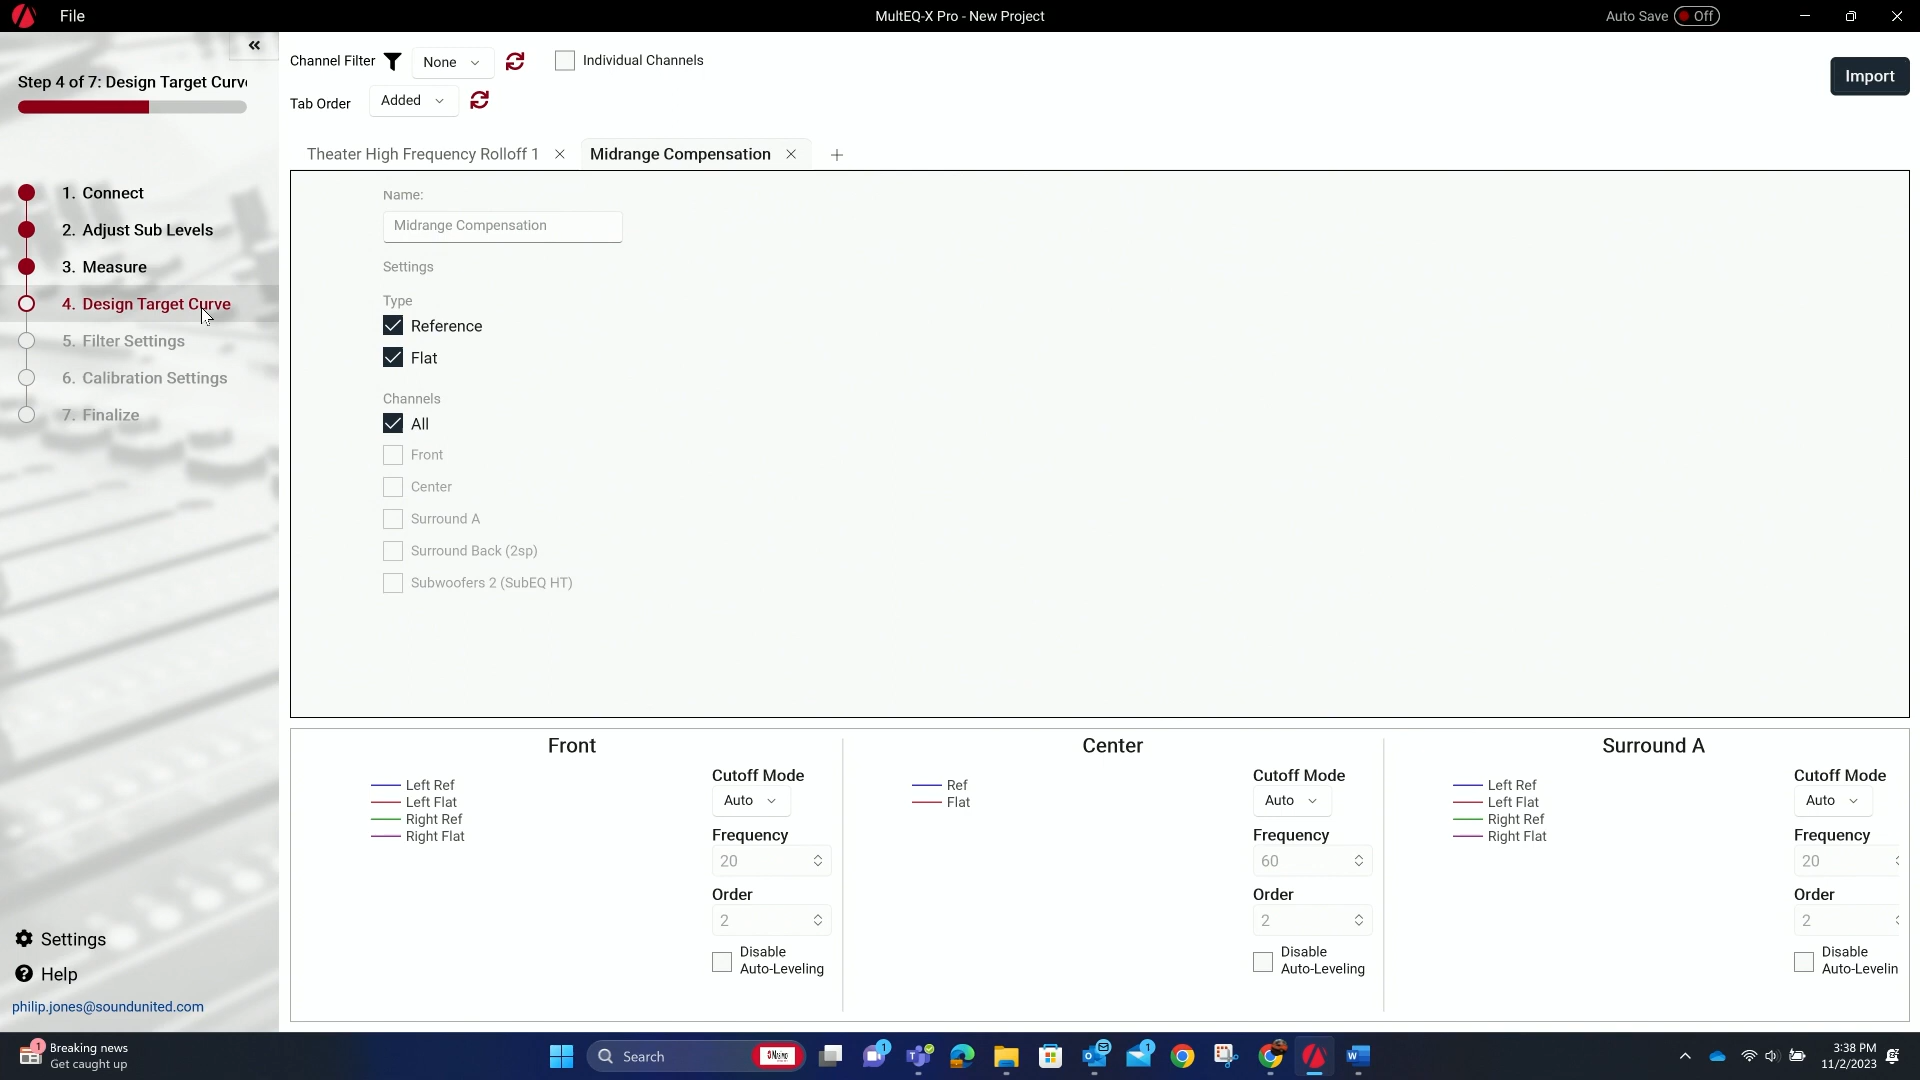 File
MultEQ-X Pro - New Project
Auto Save Off
Step 4 of 7: Design Target Curv
1. Connect
2. Adjust Sub Levels
3. Measure
4. Design Target Curve
5. Filter Settings
6. Calibration Settings
7. Finalize
Settings
Help
philip.jones@soundunited.com
Channel Filter None Individual Channels
Tab Order Added
Import
Theater High Frequency Rolloff 1 Midrange Compensation
Name:
Midrange Compensation
Settings
Type
Reference
Flat
Channels
All
Front
Center
Surround A
Surround Back (2sp)
Subwoofers 2 (SubEQ HT)
Front
Left Ref
Left Flat
Right Ref
Right Flat
Cutoff Mode
Auto
Frequency
20
Order
2
Disable
Auto-Leveling
Center
Ref
Flat
Cutoff Mode
Auto
Frequency
60
Order
2
Disable
Auto-Leveling
Surround A
Left Ref
Left Flat
Right Ref
Right Flat
Cutoff Mode
Auto
Frequency
20
Order
2
Disable
Auto-Levelin
1
Breaking news
Get caught up
Search
1
1
3:38 PM
11/2/2023